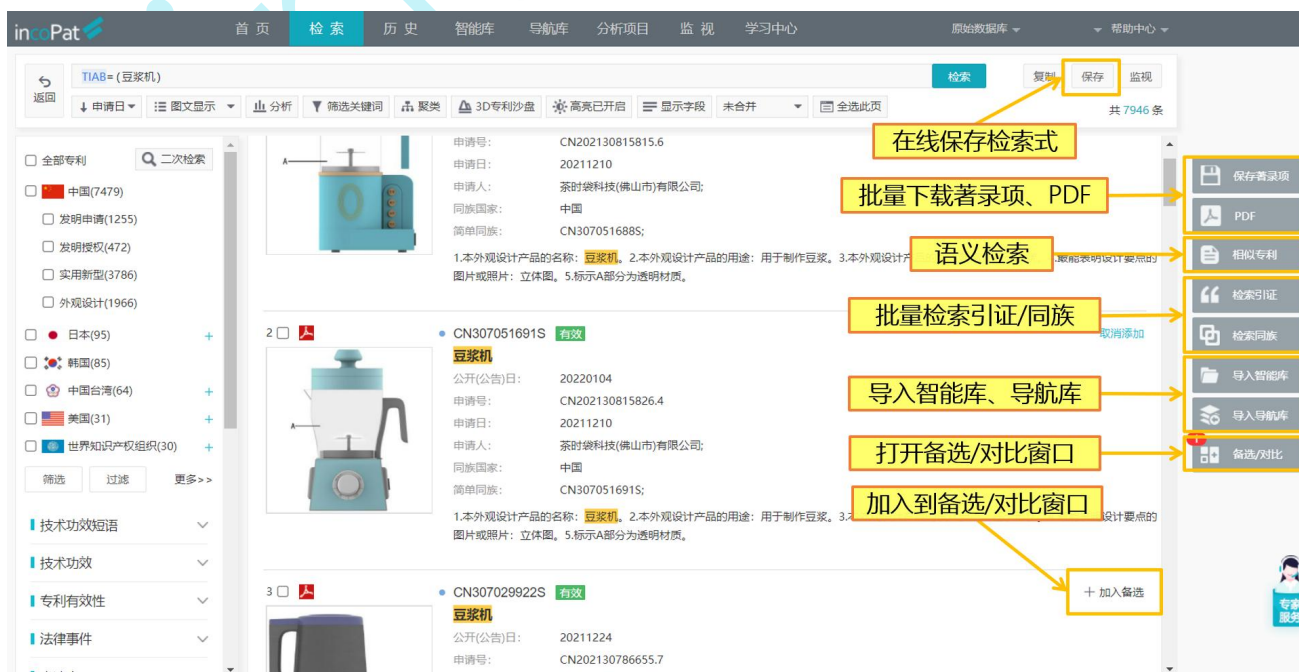 incoPat 首 页 检 索 历 史 智能库 导航库 分析项目 监 视 学习中心 原始数据库 帮助中心
返回 TIAB=(豆浆机) 检索 复制 保存 监视
申请日 图文显示 分析 筛选关键词 聚类 3D专利沙盘 高亮已开启 显示字段 未合并 全选此页 共 7946 条
在线保存检索式
批量下载著录项、PDF
语义检索
批量检索引证/同族
导入智能库、导航库
打开备选/对比窗口
加入到备选/对比窗口
保存著录项
PDF
相似专利
检索引证
检索同族
导入智能库
导入导航库
1
备选/对比
专家
服务
全部专利 二次检索
中国(7479)
发明申请(1255)
发明授权(472)
实用新型(3786)
外观设计(1966)
日本(95) +
韩国(85)
中国台湾(64) +
美国(31) +
世界知识产权组织(30) +
筛选 过滤 更多>>
技术功效短语
技术功效
专利有效性
法律事件
A
申请号: CN202130815815.6
申请日: 20211210
申请人: 茶时袋科技(佛山市)有限公司;
同族国家: 中国
简单同族: CN307051688S;
1.本外观设计产品的名称：豆浆机。2.本外观设计产品的用途：用于制作豆浆。3.本外观设计产 最能表明设计要点的
图片或照片：立体图。5.标示A部分为透明材质。
2 CN307051691S 有效 取消添加
豆浆机
A
公开(公告)日: 20220104
申请号: CN202130815826.4
申请日: 20211210
申请人: 茶时袋科技(佛山市)有限公司;
同族国家: 中国
简单同族: CN307051691S;
1.本外观设计产品的名称：豆浆机。2.本外观设计产品的用途：用于制作豆浆。3. 设计要点的
图片或照片：立体图。5.标示A部分为透明材质。
3 CN307029922S 有效 + 加入备选
豆浆机
公开(公告)日: 20211224
申请号: CN202130786655.7